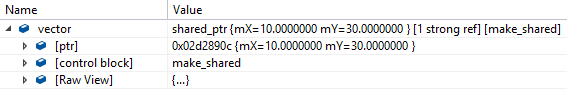 Name Value
vector shared_ptr {mX=10.0000000 mY=30.0000000 } [1 strong ref] [make_shared]
[ptr] 0x02d2890c {mX=10.0000000 mY=30.0000000 }
[control block] make_shared
[Raw View] {...}